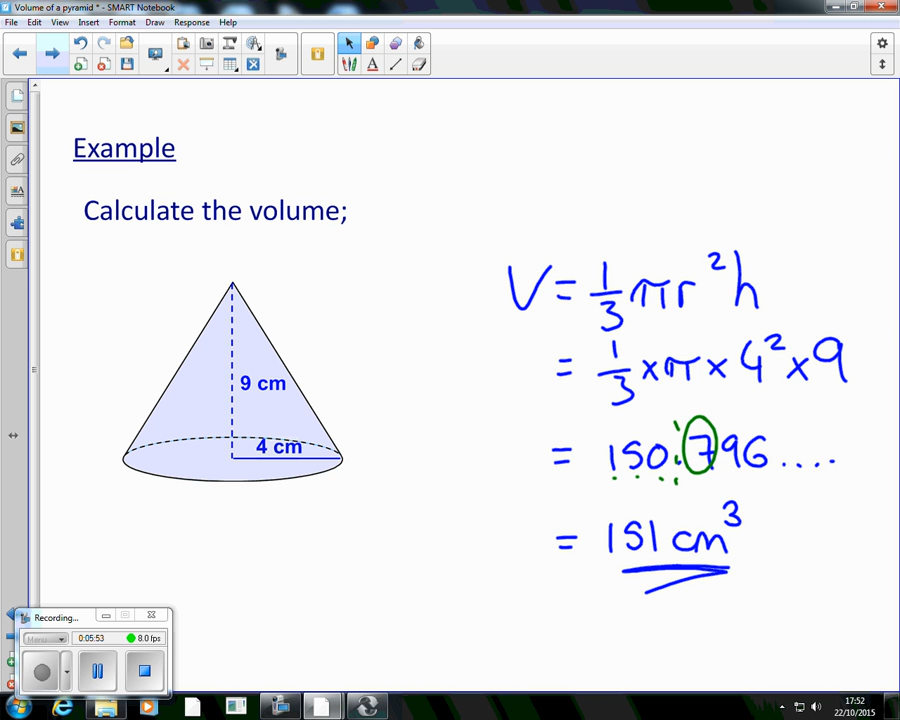 Volume of a pyramid * - SMART Notebook
File Edit View Insert Format Draw Response Help
Example
Calculate the volume;
9 cm
4 cm
V = 1/3 πr²h
= 1/3 × π × 4² × 9
= 150.796....
= 151 cm³
Recording...
Menu
0:05:53
8.0 fps
17:52
22/10/2015